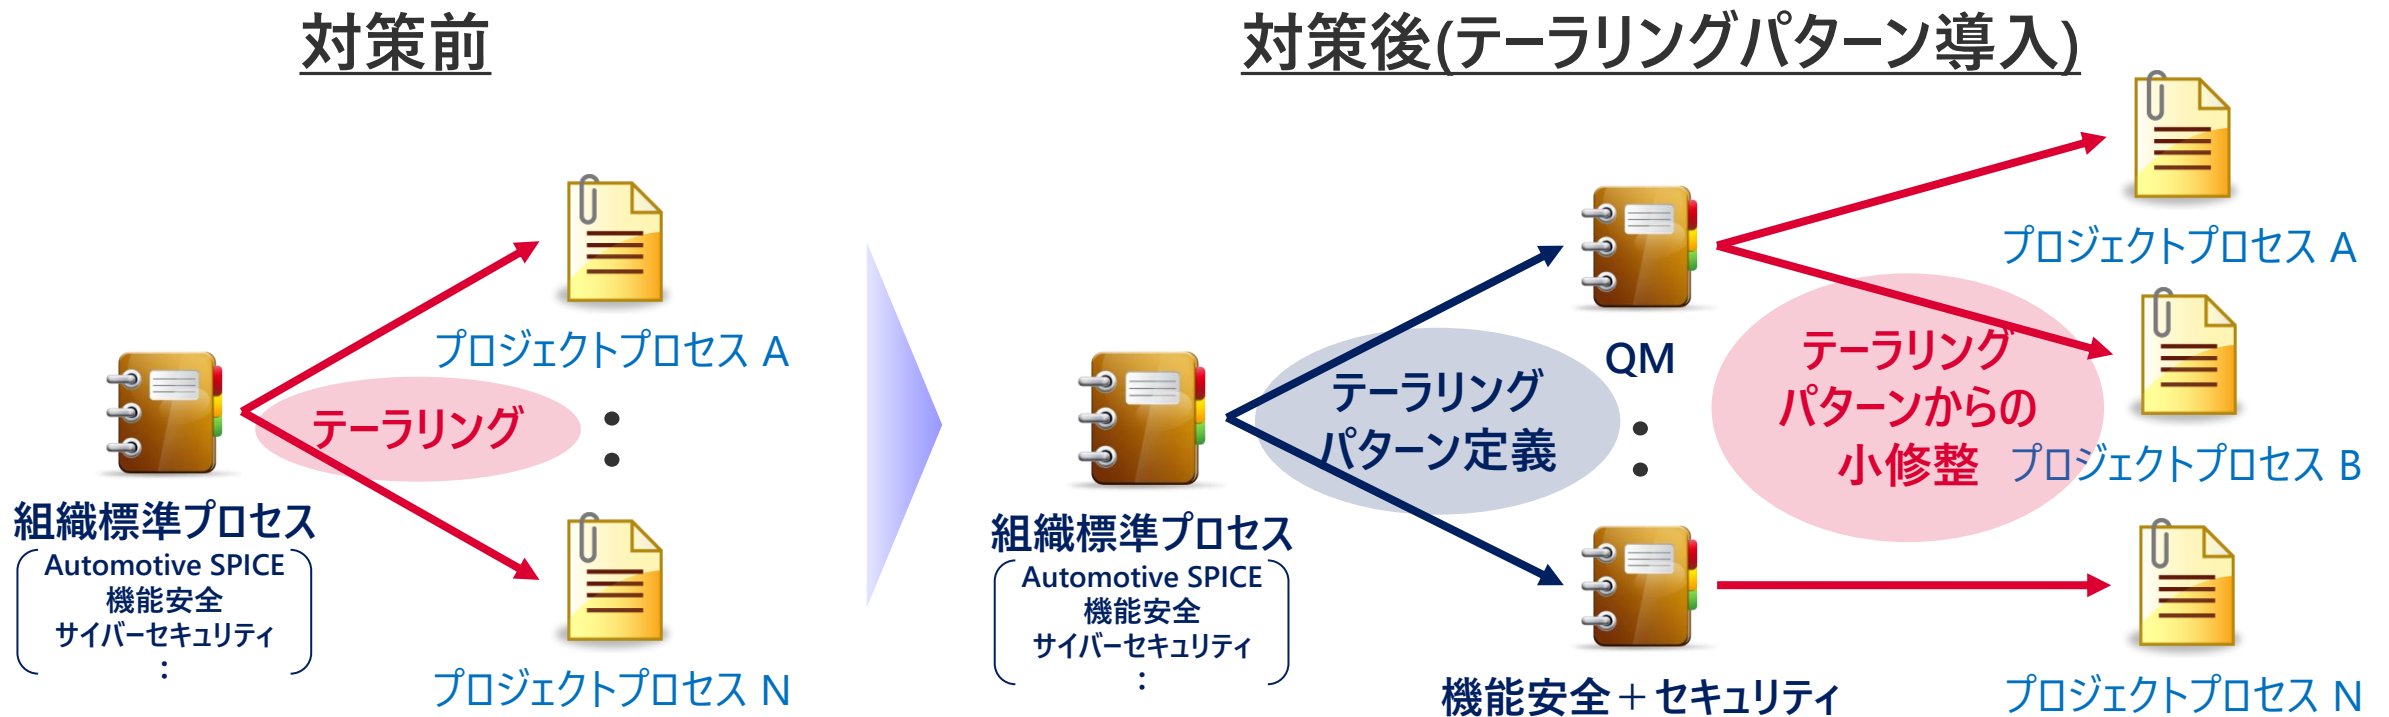 対策前
プロジェクトプロセス A
テーラリング
：
組織標準プロセス
Automotive SPICE
機能安全
サイバーセキュリティ
：
プロジェクトプロセス N
対策後(テーラリングパターン導入)
組織標準プロセス
Automotive SPICE
機能安全
サイバーセキュリティ
：
テーラリング
パターン定義
QM
：
機能安全＋セキュリティ
テーラリング
パターンからの
小修整
プロジェクトプロセス A
プロジェクトプロセス B
プロジェクトプロセス N